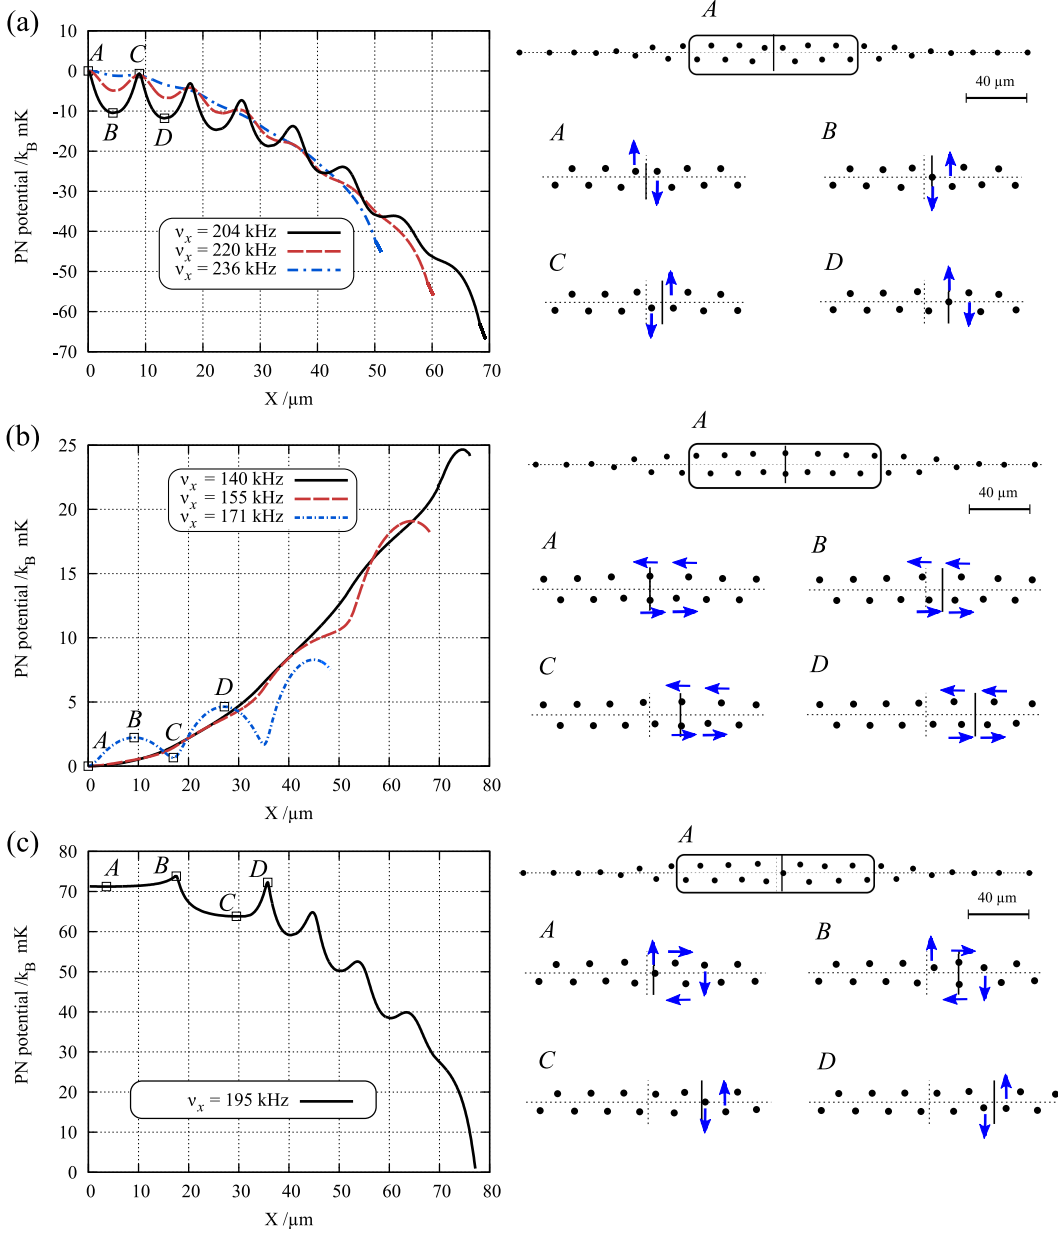 (a)
PN potential /k_B mK
10
0
-10
-20
-30
-40
-50
-60
-70
A
C
B
D
ν_x = 204 kHz
ν_x = 220 kHz
ν_x = 236 kHz
0 10 20 30 40 50 60 70
X /μm
A
40 μm
A
B
C
D
(b)
PN potential /k_B mK
25
20
15
10
5
0
ν_x = 140 kHz
ν_x = 155 kHz
ν_x = 171 kHz
A
B
C
D
0 10 20 30 40 50 60 70 80
X /μm
A
40 μm
A
B
C
D
(c)
PN potential /k_B mK
80
70
60
50
40
30
20
10
0
A
B
C
D
ν_x = 195 kHz
0 10 20 30 40 50 60 70 80
X /μm
A
40 μm
A
B
C
D